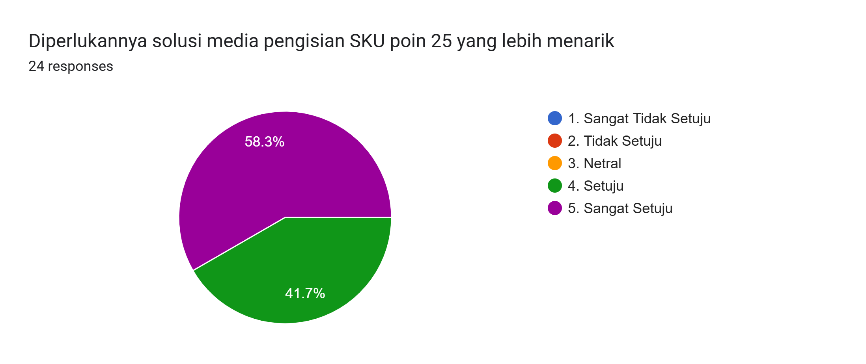 Diperlukannya solusi media pengisian SKU poin 25 yang lebih menarik
24 responses
58.3%
41.7%
1. Sangat Tidak Setuju
2. Tidak Setuju
3. Netral
4. Setuju
5. Sangat Setuju